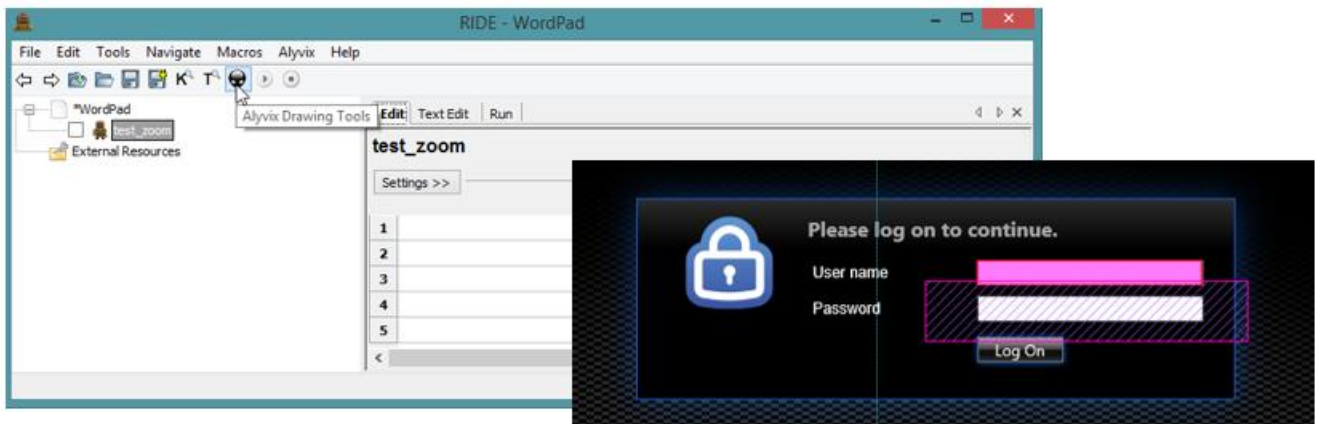 RIDE - WordPad
File Edit Tools Navigate Macros Alyvix Help
K T
*WordPad
test_zoom
External Resources
Alyvix Drawing Tools
Edit Text Edit Run
test_zoom
Settings >>
1
2
3
4
5
Please log on to continue.
User name
Password
Log On